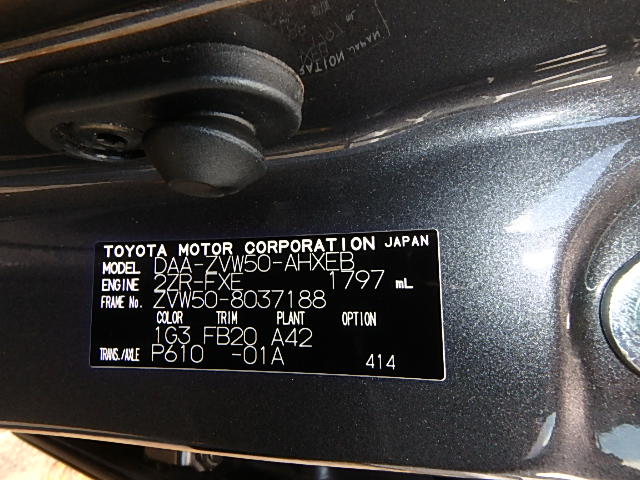 TOYOTA MOTOR CORPORATION JAPAN
MODEL DAA-ZVW50-AHXEB
ENGINE 2ZR-FXE 1797 mL
FRAME No. ZVW50-8037188
COLOR TRIM PLANT OPTION
1G3 FB20 A42
TRANS./AXLE P610 -01A 414